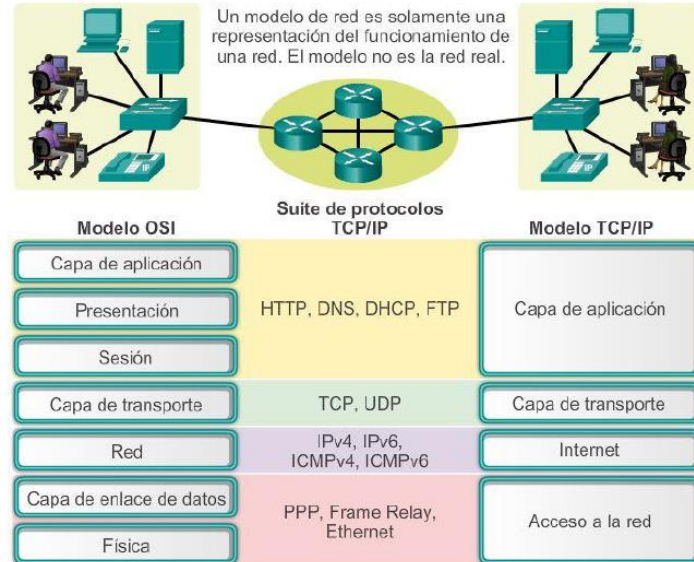 Un modelo de red es solamente una
representación del funcionamiento de
una red. El modelo no es la red real.
IP
IP
Modelo OSI
Suite de protocolos
TCP/IP
Modelo TCP/IP
Capa de aplicación
Presentación
Sesión
HTTP, DNS, DHCP, FTP
Capa de aplicación
Capa de transporte
TCP, UDP
Capa de transporte
Red
IPv4, IPv6,
ICMPv4, ICMPv6
Internet
Capa de enlace de datos
Física
PPP, Frame Relay,
Ethernet
Acceso a la red